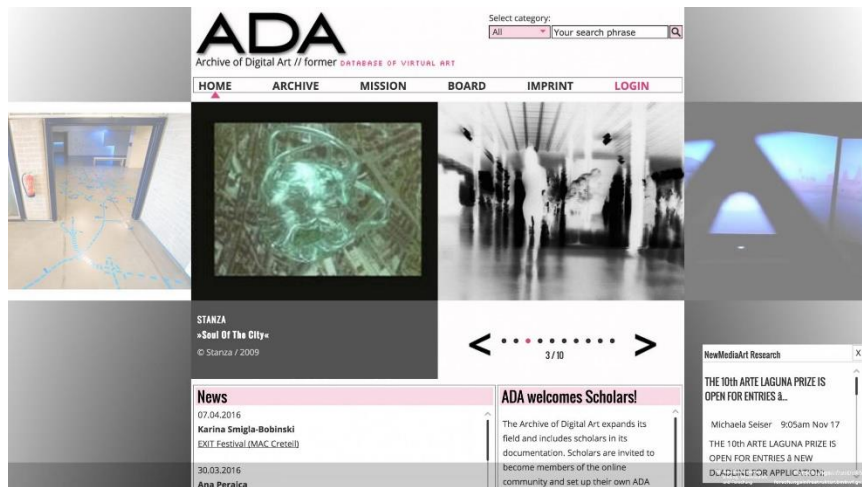 ADA
Archive of Digital Art // former DATABASE OF VIRTUAL ART
Select category:
All
Your search phrase
HOME ARCHIVE MISSION BOARD IMPRINT LOGIN
STANZA
»Soul Of The City«
© Stanza / 2009
< >
3 / 10
News
07.04.2016
Karina Smigla-Bobinski
EXIT Festival (MAC Creteil)
30.03.2016
Ana Peraica
ADA welcomes Scholars!
The Archive of Digital Art expands its
field and includes scholars in its
documentation. Scholars are invited to
become members of the online
community and set up their own ADA
NewMediaArt Research X
THE 10th ARTE LAGUNA PRIZE IS
OPEN FOR ENTRIES â...
Michaela Seiser 9:05am Nov 17
THE 10th ARTE LAGUNA PRIZE IS
OPEN FOR ENTRIES â NEW
DEADLINE FOR APPLICATION: